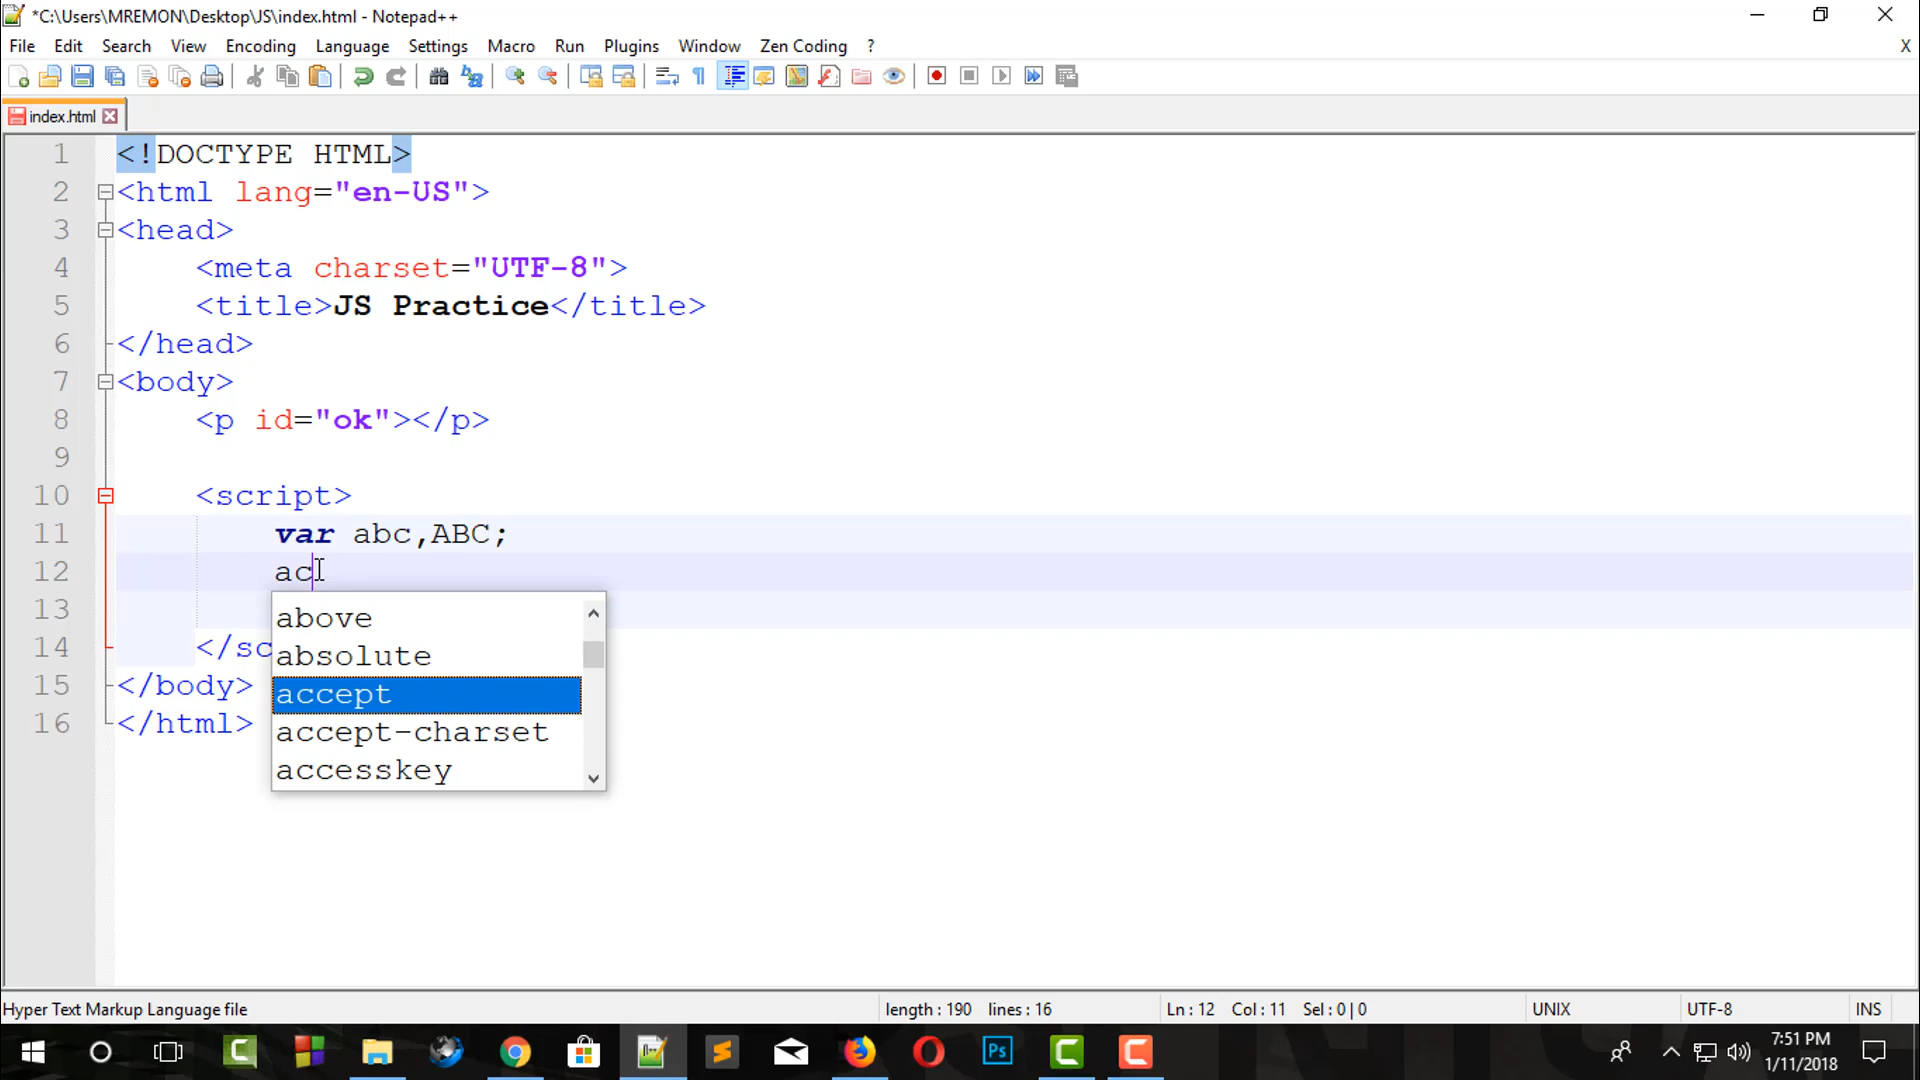 *C:\Users\MREMON\Desktop\JS\index.html - Notepad++
File Edit Search View Encoding Language Settings Macro Run Plugins Window Zen Coding ? X
index.html
1 <!DOCTYPE HTML>
2 <html lang="en-US">
3 <head>
4 <meta charset="UTF-8">
5 <title>JS Practice</title>
6 </head>
7 <body>
8 <p id="ok"></p>
9
10 <script>
11 var abc,ABC;
12 ac
13
above
absolute
14 </sc
accept
15 </body>
accept-charset
16 </html>
accesskey
Hyper Text Markup Language file length : 190 lines : 16 Ln : 12 Col : 11 Sel : 0 | 0 UNIX UTF-8 INS
Ps
7:51 PM
1/11/2018